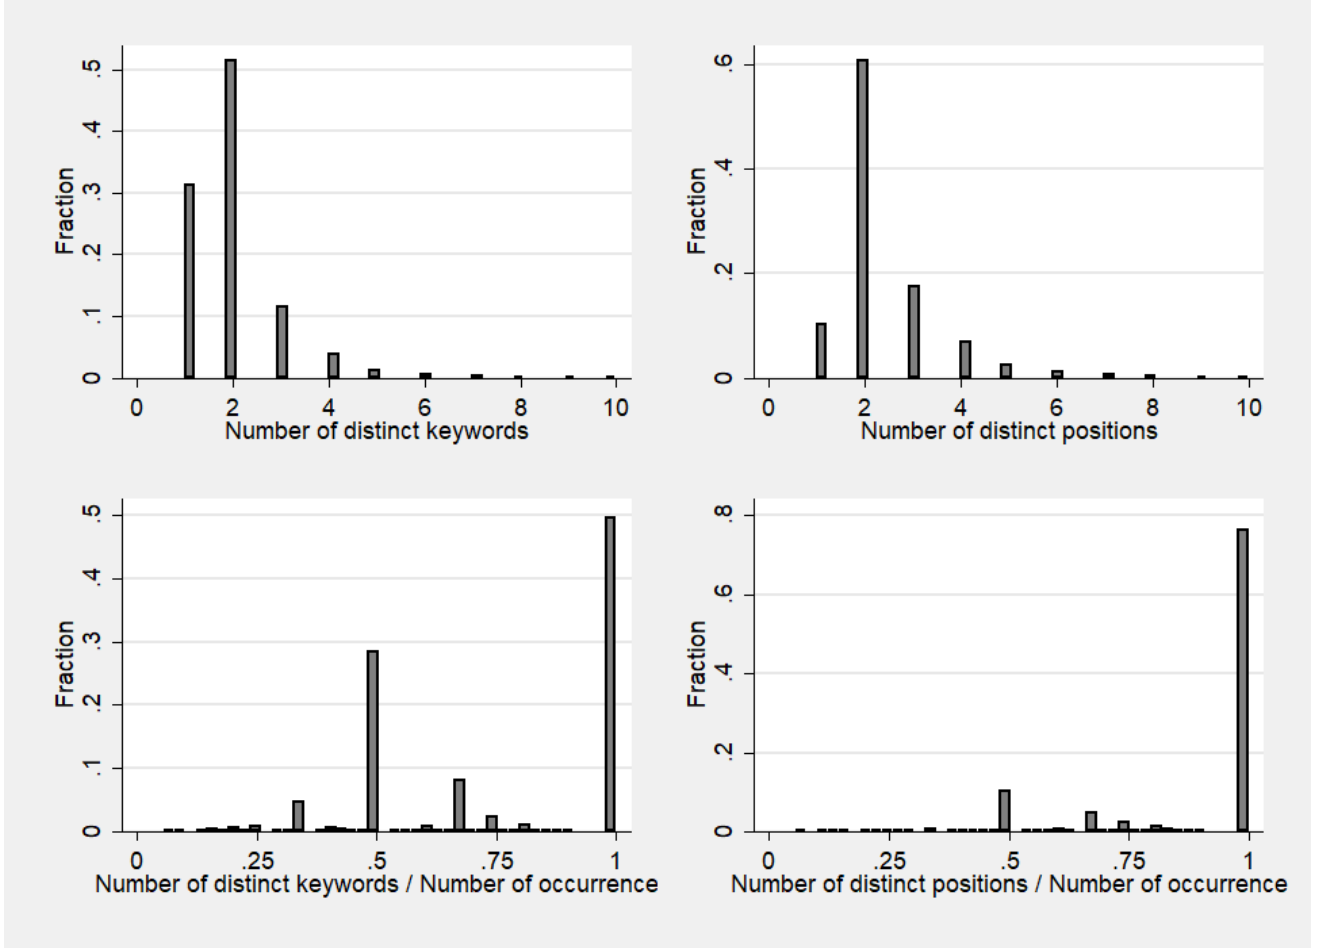 Fraction
.5
.4
.3
.2
.1
0
0 2 4 6 8 10
Number of distinct keywords
Fraction
.6
.4
.2
0
0 2 4 6 8 10
Number of distinct positions
Fraction
.5
.4
.3
.2
.1
0
0 .25 .5 .75 1
Number of distinct keywords / Number of occurrence
Fraction
.8
.6
.4
.2
0
0 .25 .5 .75 1
Number of distinct positions / Number of occurrence